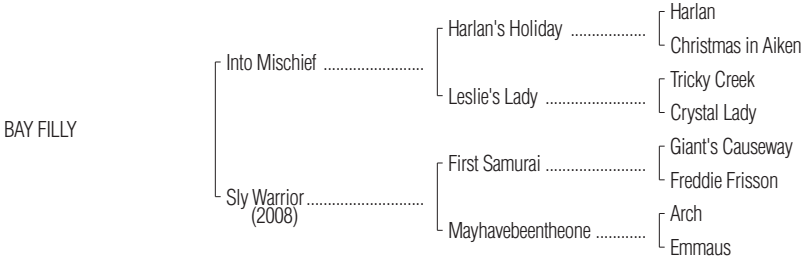 Harlan
Harlan's Holiday ....................
Christmas in Aiken
Into Mischief ........................
Tricky Creek
Leslie's Lady ..........................
Crystal Lady
BAY FILLY
Giant's Causeway
First Samurai ..........................
Freddie Frisson
Sly Warrior ............................
(2008)
Arch
Mayhavebeentheone .............
Emmaus